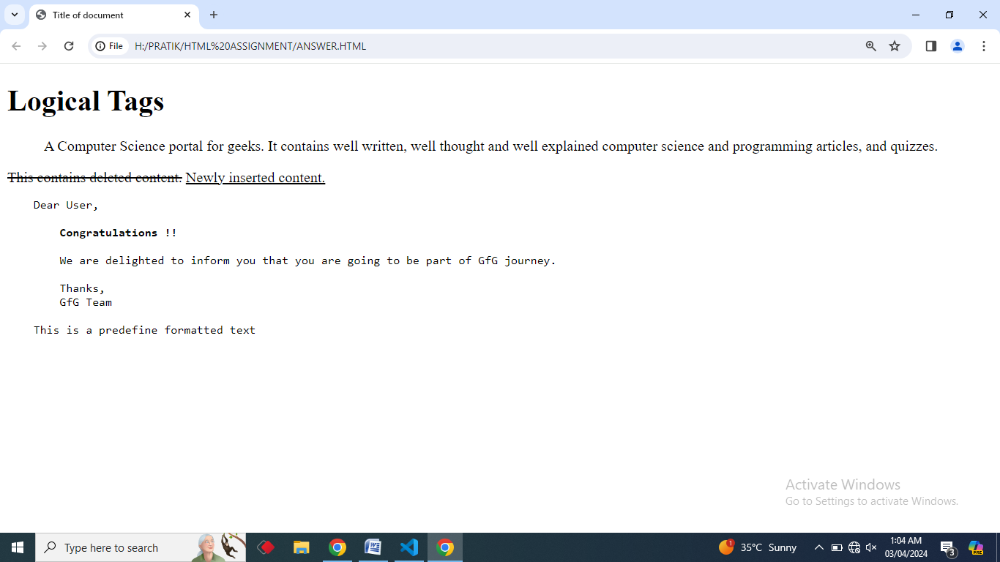 Title of document
File
H:/PRATIK/HTML%20ASSIGNMENT/ANSWER.HTML
Logical Tags
A Computer Science portal for geeks. It contains well written, well thought and well explained computer science and programming articles, and quizzes.
This contains deleted content. Newly inserted content.
Dear User,
Congratulations !!
We are delighted to inform you that you are going to be part of GfG journey.
Thanks,
GfG Team
This is a predefine formatted text
Activate Windows
Go to Settings to activate Windows.
Type here to search
1
35°C Sunny
1:04 AM
03/04/2024
3
PRE